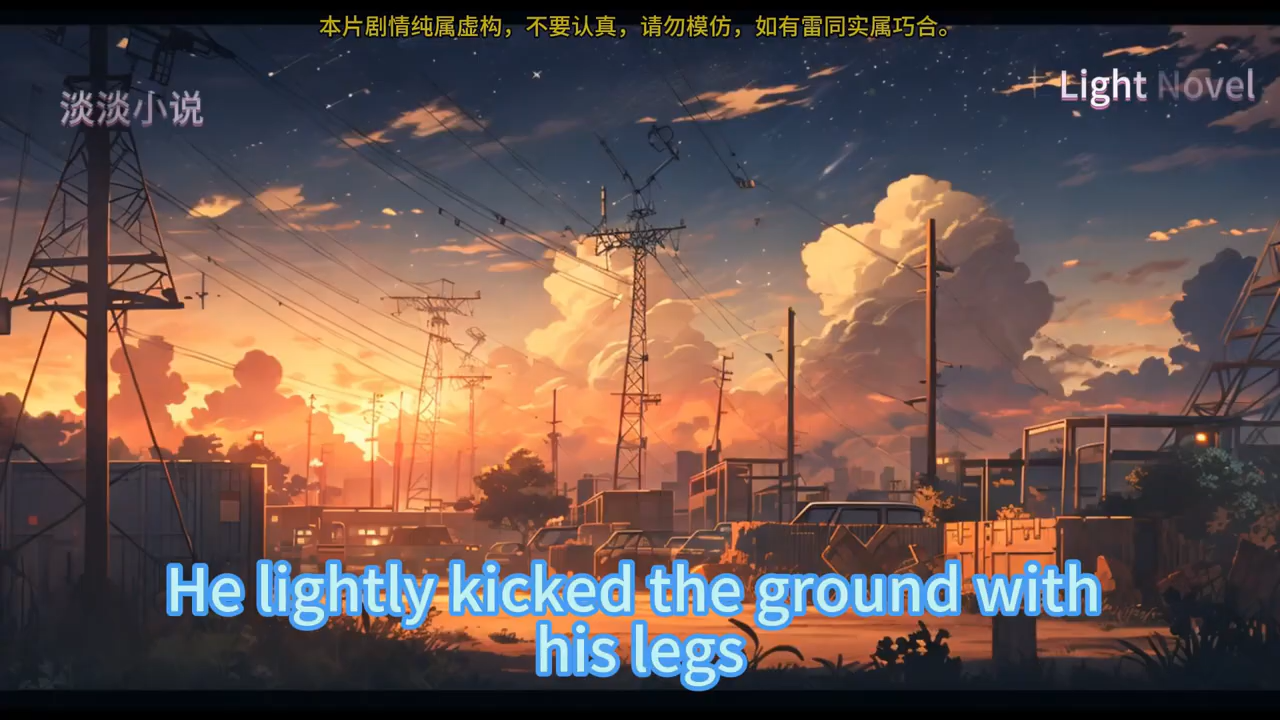 本片剧情纯属虚构，不要认真，请勿模仿，如有雷同实属巧合。
淡淡小说
Light Novel
He lightly kicked the ground with
his legs